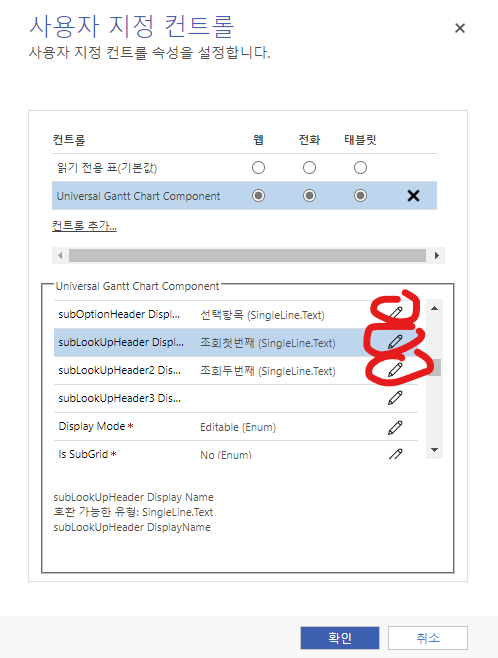 사용자 지정 컨트롤
사용자 지정 컨트롤 속성을 설정합니다.
컨트롤 웹 전화 태블릿
읽기 전용 표(기본값)
Universal Gantt Chart Component
컨트롤 추가...
Universal Gantt Chart Component
subOptionHeader Displ... 선택항목 (SingleLine.Text)
subLookUpHeader Displ... 조회첫번째 (SingleLine.Text)
subLookUpHeader2 Dis... 조회두번째 (SingleLine.Text)
subLookUpHeader3 Dis...
Display Mode * Editable (Enum)
Is SubGrid * No (Enum)
subLookUpHeader Display Name
호환 가능한 유형: SingleLine.Text
subLookUpHeader DisplayName
확인 취소